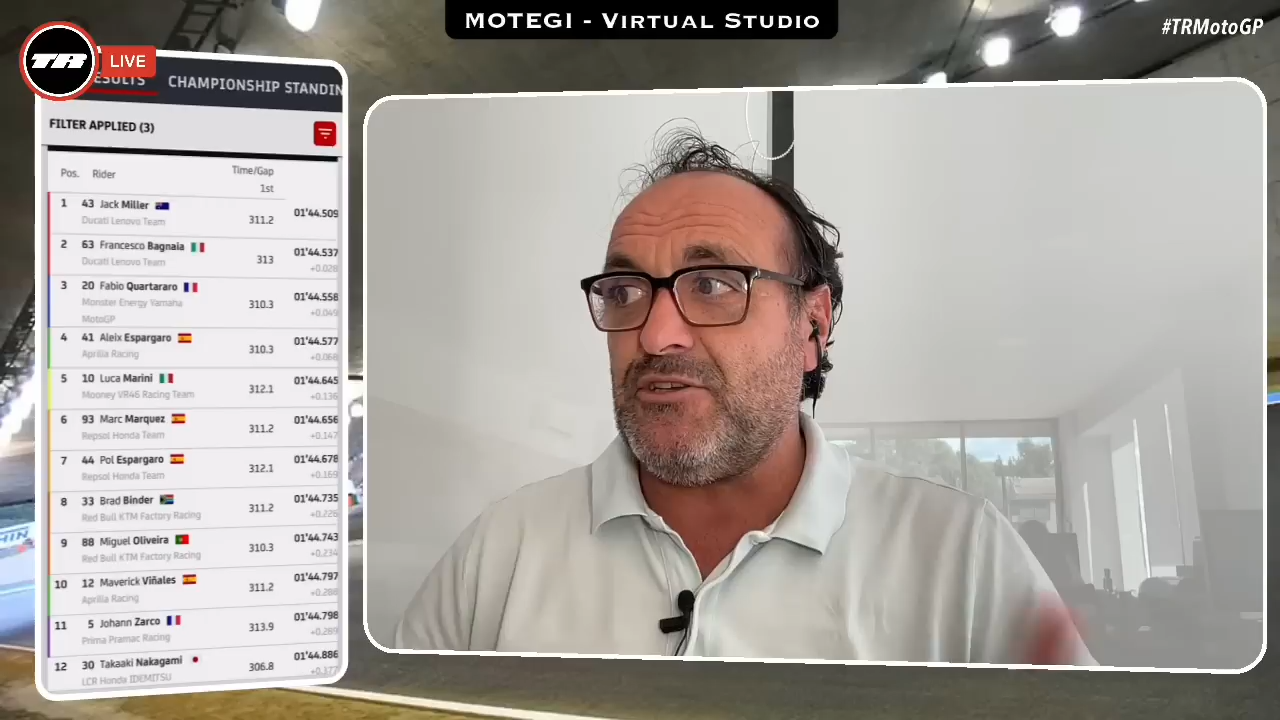 MOTEGI - VIRTUAL STUDIO
#TRMotoGP
TR LIVE
ESULTS CHAMPIONSHIP STANDIN
FILTER APPLIED (3)
Pos. Rider Time/Gap
1st
1 43 Jack Miller 311.2 01'44.509
Ducati Lenovo Team
2 63 Francesco Bagnaia 313 01'44.537
Ducati Lenovo Team +0.028
3 20 Fabio Quartararo 310.3 01'44.558
Monster Energy Yamaha +0.049
MotoGP
4 41 Aleix Espargaro 310.3 01'44.577
Aprilia Racing +0.068
5 10 Luca Marini 312.1 01'44.645
Mooney VR46 Racing Team +0.136
6 93 Marc Marquez 311.2 01'44.656
Repsol Honda Team +0.147
7 44 Pol Espargaro 312.1 01'44.678
Repsol Honda Team +0.169
8 33 Brad Binder 311.2 01'44.735
Red Bull KTM Factory Racing +0.226
9 88 Miguel Oliveira 310.3 01'44.743
Red Bull KTM Factory Racing +0.234
10 12 Maverick Viñales 311.2 01'44.797
Aprilia Racing +0.288
11 5 Johann Zarco 313.9 01'44.798
Prima Pramac Racing +0.289
12 30 Takaaki Nakagami 306.8 01'44.886
LCR Honda IDEMITSU +0.377